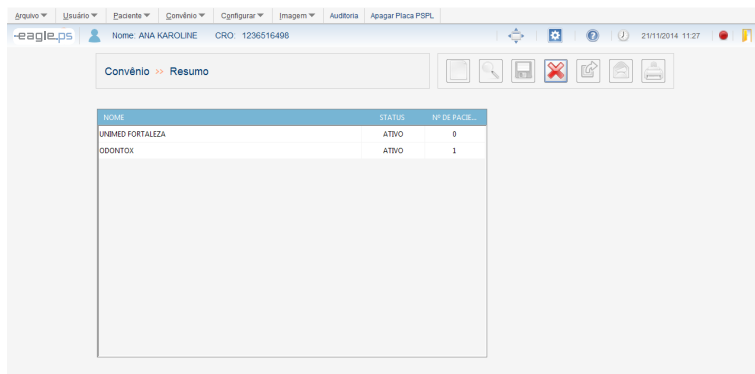 Arquivo Usuário Paciente Convênio Configurar Imagem Auditoria Apagar Placa PSPL
eagle.ps Nome: ANA KAROLINE CRO: 1236516498 21/11/2014 11:27
Convênio >> Resumo
NOME STATUS Nº DE PACIE...
UNIMED FORTALEZA ATIVO 0
ODONTOX ATIVO 1